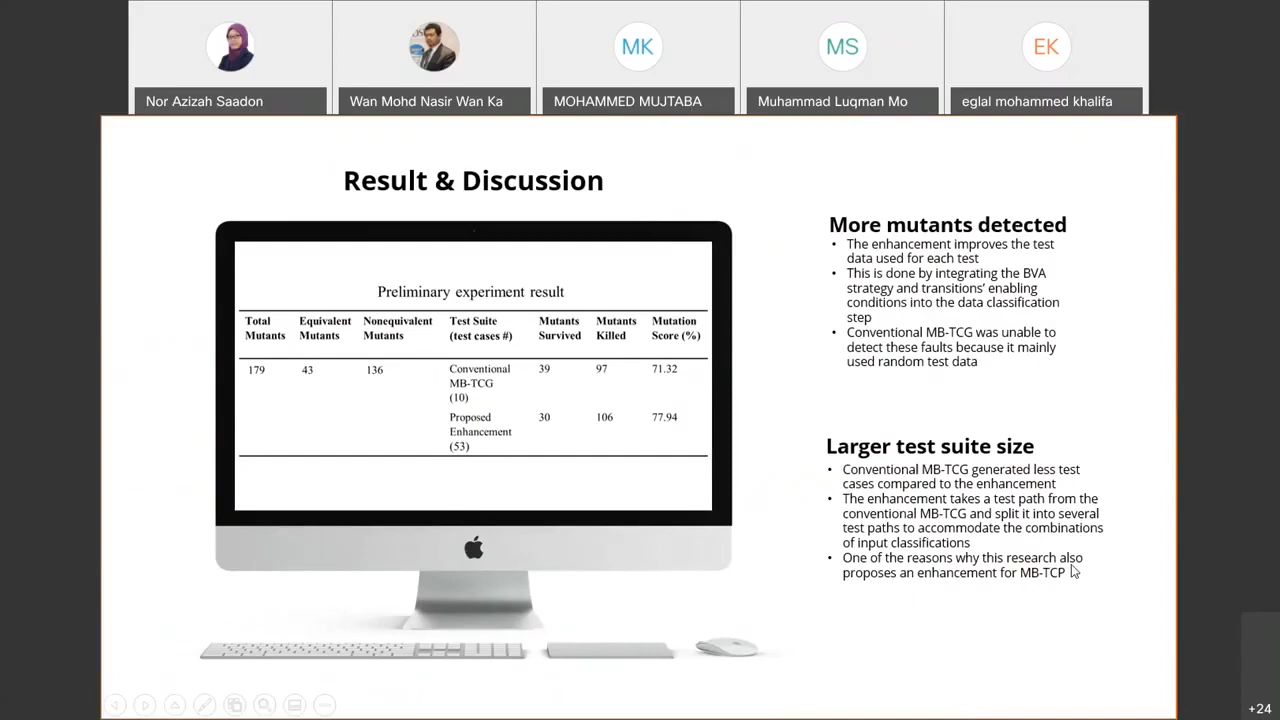 MK
MS
EK
Nor Azizah Saadon
Wan Mohd Nasir Wan Ka
MOHAMMED MUJTABA
Muhammad Luqman Mo
eglal mohammed khalifa
Result & Discussion
Preliminary experiment result
Total Mutants
Equivalent Mutants
Nonequivalent Mutants
Test Suite (test cases #)
Mutants Survived
Mutants Killed
Mutation Score (%)
179
43
136
Conventional MB-TCG (10)
39
97
71.32
Proposed Enhancement (53)
30
106
77.94
More mutants detected
• The enhancement improves the test
data used for each test
• This is done by integrating the BVA
strategy and transitions' enabling
conditions into the data classification
step
• Conventional MB-TCG was unable to
detect these faults because it mainly
used random test data
Larger test suite size
• Conventional MB-TCG generated less test
cases compared to the enhancement
• The enhancement takes a test path from the
conventional MB-TCG and split it into several
test paths to accommodate the combinations
of input classifications
• One of the reasons why this research also
proposes an enhancement for MB-TCP
+24